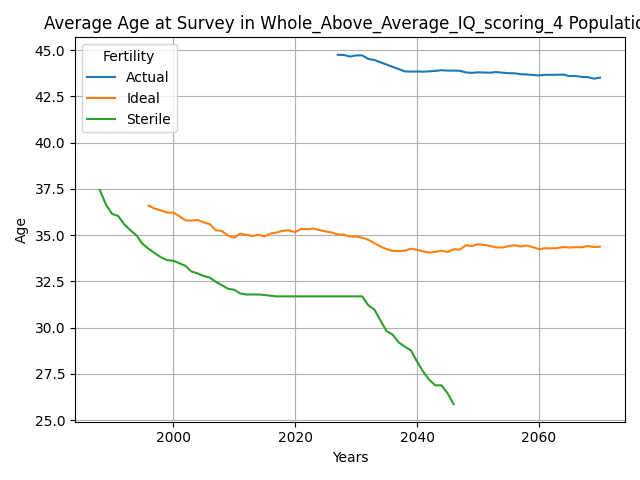 Average Age at Survey in Whole_Above_Average_IQ_scoring_4 Populatio
Fertility
Actual
Ideal
Sterile
45.0
42.5
40.0
37.5
35.0
32.5
30.0
27.5
25.0
Age
2000
2020
2040
2060
Years